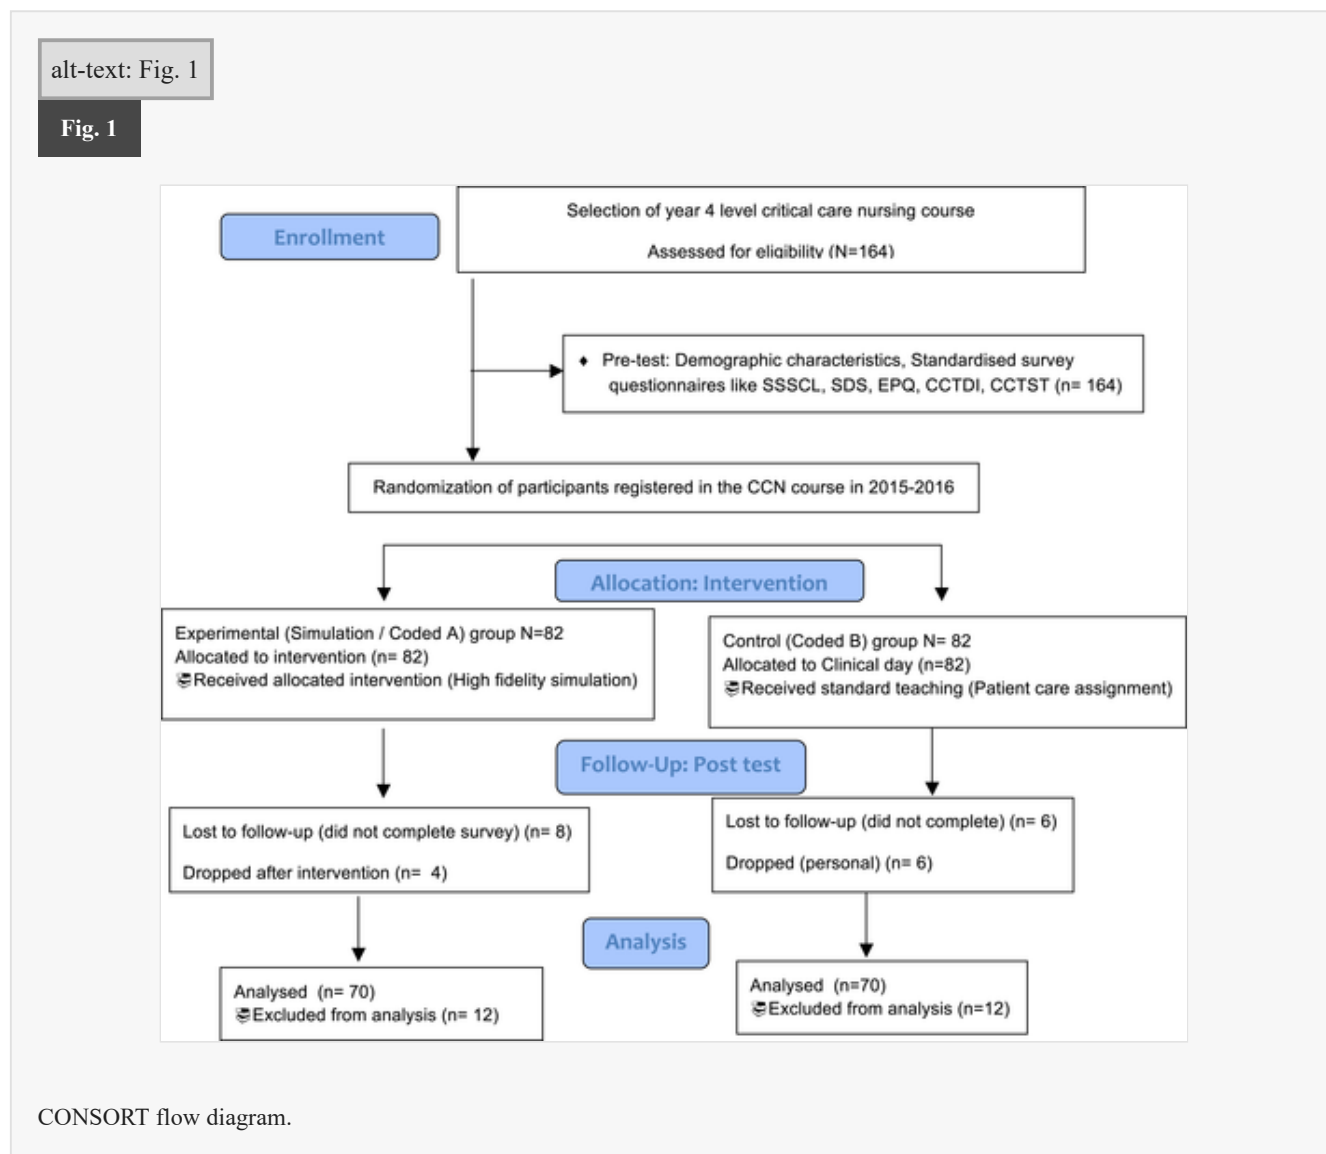 alt-text: Fig. 1
Fig. 1
Enrollment
Selection of year 4 level critical care nursing course
Assessed for eligibility (N=164)
♦ Pre-test: Demographic characteristics, Standardised survey
questionnaires like SSSCL, SDS, EPQ, CCTDI, CCTST (n= 164)
Randomization of participants registered in the CCN course in 2015-2016
Allocation: Intervention
Experimental (Simulation / Coded A) group N=82
Allocated to intervention (n= 82)
Received allocated intervention (High fidelity simulation)
Control (Coded B) group N= 82
Allocated to Clinical day (n=82)
Received standard teaching (Patient care assignment)
Follow-Up: Post test
Lost to follow-up (did not complete survey) (n= 8)
Dropped after intervention (n=  4)
Lost to follow-up (did not complete) (n= 6)
Dropped (personal) (n= 6)
Analysis
Analysed  (n= 70)
Excluded from analysis (n= 12)
Analysed  (n=70)
Excluded from analysis (n=12)
CONSORT flow diagram.